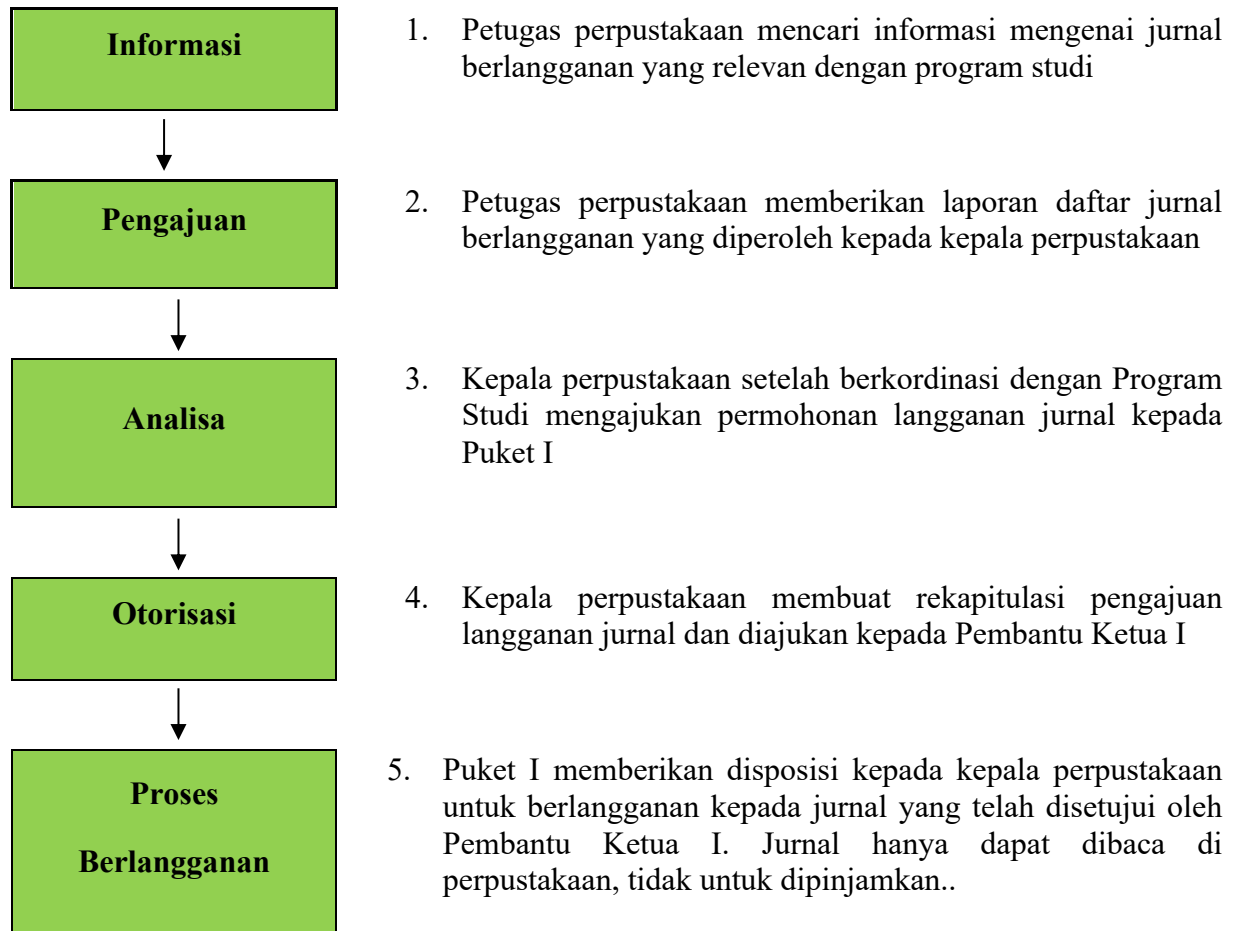 Informasi
1. Petugas perpustakaan mencari informasi mengenai jurnal
berlangganan yang relevan dengan program studi
Pengajuan
2. Petugas perpustakaan memberikan laporan daftar jurnal
berlangganan yang diperoleh kepada kepala perpustakaan
Analisa
3. Kepala perpustakaan setelah berkordinasi dengan Program
Studi mengajukan permohonan langganan jurnal kepada
Puket I
Otorisasi
4. Kepala perpustakaan membuat rekapitulasi pengajuan
langganan jurnal dan diajukan kepada Pembantu Ketua I
Proses
Berlangganan
5. Puket I memberikan disposisi kepada kepala perpustakaan
untuk berlangganan kepada jurnal yang telah disetujui oleh
Pembantu Ketua I. Jurnal hanya dapat dibaca di
perpustakaan, tidak untuk dipinjamkan..